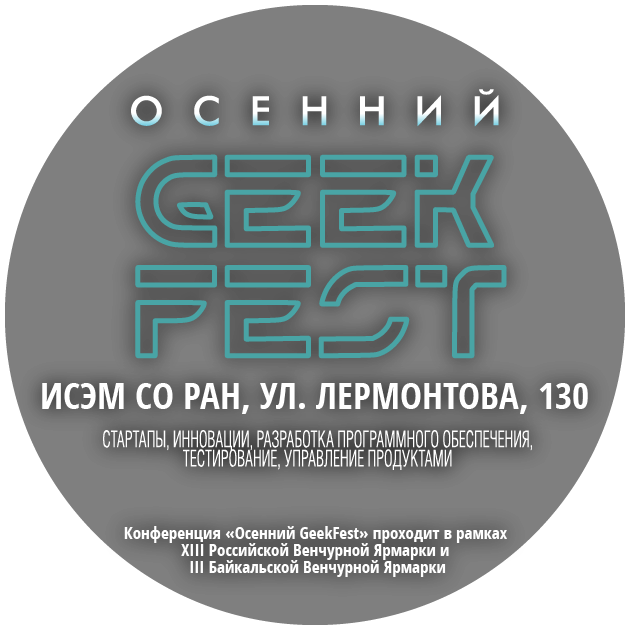 ОСЕННИЙ
GEEK
FEST
ИСЭМ СО РАН, УЛ. ЛЕРМОНТОВА, 130
СТАРТАПЫ, ИННОВАЦИИ, РАЗРАБОТКА ПРОГРАММНОГО ОБЕСПЕЧЕНИЯ,
ТЕСТИРОВАНИЕ, УПРАВЛЕНИЕ ПРОДУКТАМИ
Конференция «Осенний GeekFest» проходит в рамках
XIII Российской Венчурной Ярмарки и
III Байкальской Венчурной Ярмарки